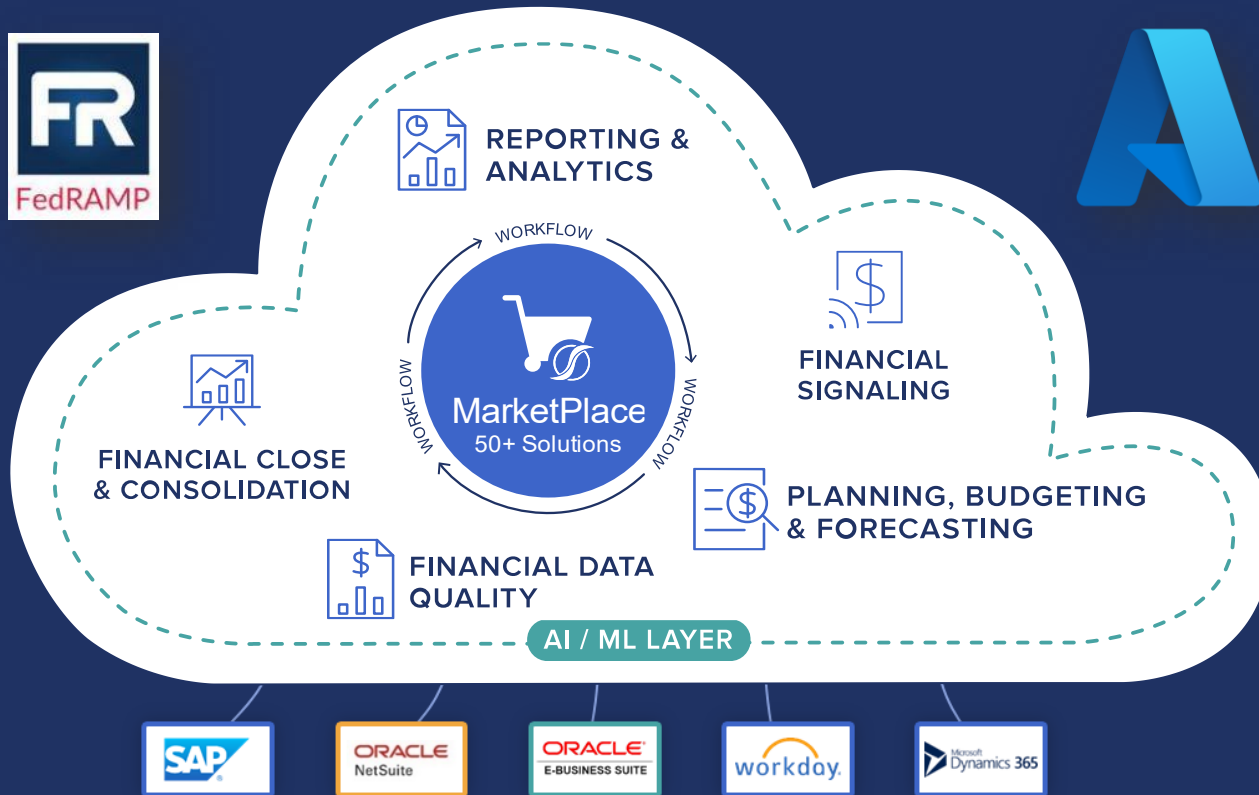 FR
FedRAMP
REPORTING &
ANALYTICS
WORKFLOW
WORKFLOW
WORKFLOW
MarketPlace
50+ Solutions
FINANCIAL
SIGNALING
FINANCIAL CLOSE
& CONSOLIDATION
PLANNING, BUDGETING
& FORECASTING
$
$
$
FINANCIAL DATA
QUALITY
AI / ML LAYER
SAP®
ORACLE
NetSuite
ORACLE®
E-BUSINESS SUITE
workday.
Microsoft
Dynamics 365